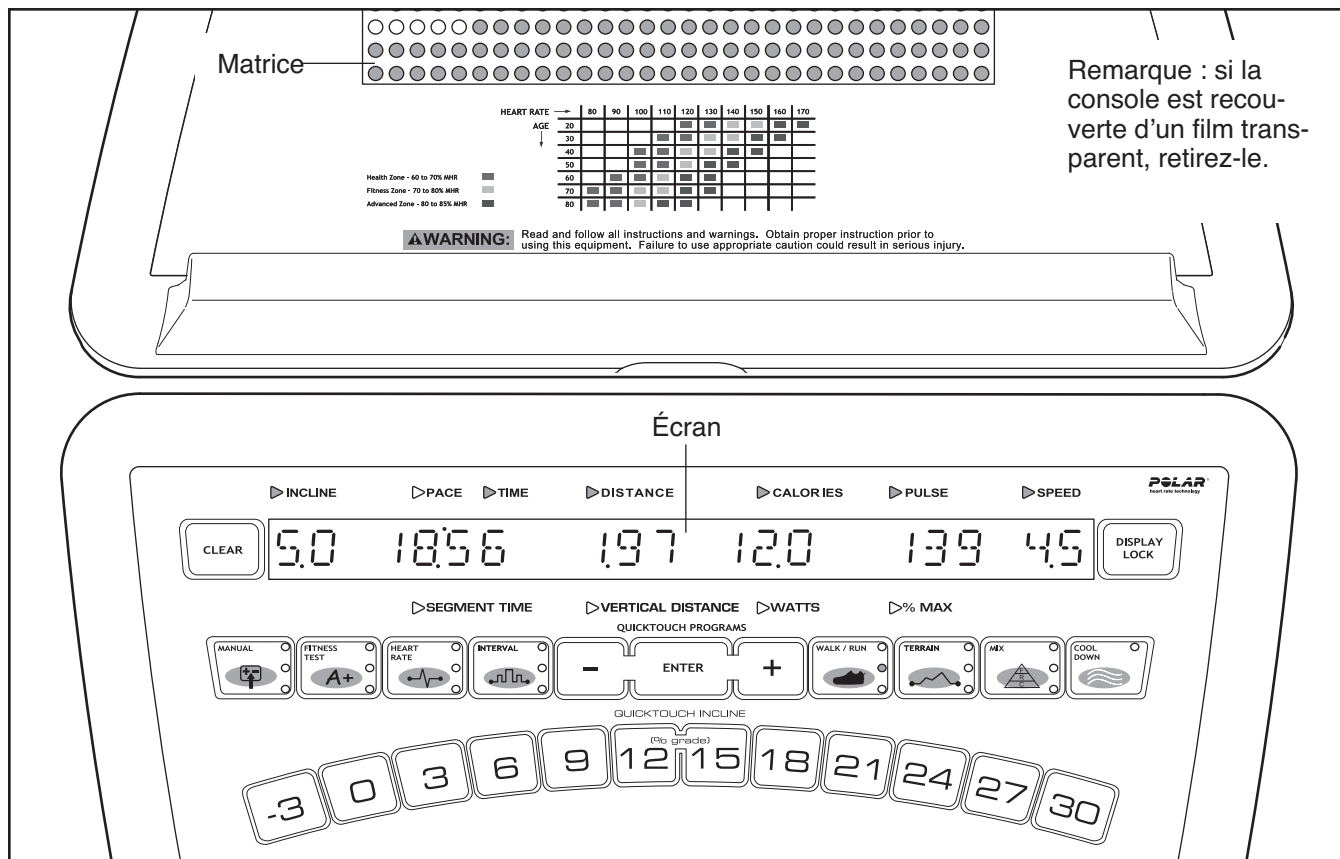 Matrice
Remarque : si la
console est recou-
verte d'un film trans-
parent, retirez-le.
HEART RATE 80 90 100 110 120 130 140 150 160 170
AGE 20
30
40
50
Health Zone - 60 to 70% MHR 60
Fitness Zone - 70 to 80% MHR 70
Advanced Zone - 80 to 85% MHR 80
WARNING: Read and follow all instructions and warnings. Obtain proper instruction prior to
using this equipment. Failure to use appropriate caution could result in serious injury.
Écran
INCLINE PACE TIME DISTANCE CALORIES PULSE SPEED
POLAR
heart rate technology
CLEAR 5.0 18:56 1.97 12.0 139 4.5 DISPLAY
LOCK
SEGMENT TIME VERTICAL DISTANCE WATTS % MAX
QUICKTOUCH PROGRAMS
MANUAL
FITNESS
TEST
A+
HEART
RATE
INTERVAL
- ENTER +
WALK / RUN
TERRAIN
MIX
COOL
DOWN
QUICKTOUCH INCLINE
(% grade)
-3 0 3 6 9 12 15 18 21 24 27 30